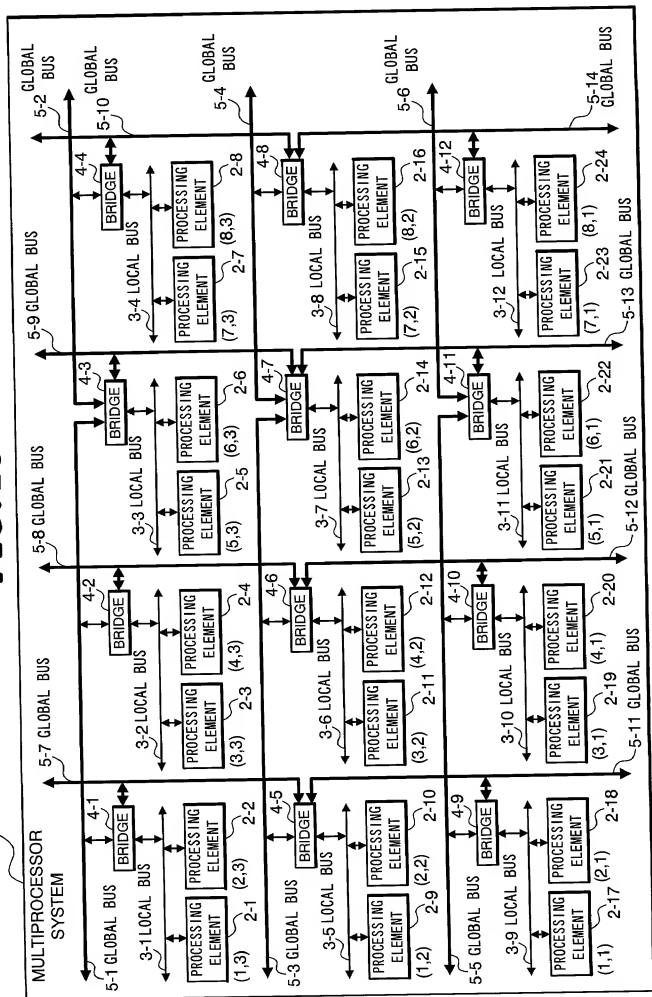 MULTIPROCESSOR
SYSTEM
5-7 GLOBAL BUS
5-8 GLOBAL BUS
5-9 GLOBAL BUS
5-2
GLOBAL
BUS
5-10
GLOBAL
BUS
5-1 GLOBAL BUS
4-1
BRIDGE
4-2
BRIDGE
4-3
BRIDGE
4-4
BRIDGE
3-1 LOCAL BUS
3-2 LOCAL BUS
3-3 LOCAL BUS
3-4 LOCAL BUS
PROCESSING
ELEMENT
(1,3)
2-1
PROCESSING
ELEMENT
(2,3)
2-2
PROCESSING
ELEMENT
(3,3)
2-3
PROCESSING
ELEMENT
(4,3)
2-4
PROCESSING
ELEMENT
(5,3)
2-5
PROCESSING
ELEMENT
(6,3)
2-6
PROCESSING
ELEMENT
(7,3)
2-7
PROCESSING
ELEMENT
(8,3)
2-8
5-4
GLOBAL
BUS
5-3 GLOBAL BUS
4-5
BRIDGE
4-6
BRIDGE
4-7
BRIDGE
4-8
BRIDGE
3-5 LOCAL BUS
3-6 LOCAL BUS
3-7 LOCAL BUS
3-8 LOCAL BUS
PROCESSING
ELEMENT
(1,2)
2-9
PROCESSING
ELEMENT
(2,2)
2-10
PROCESSING
ELEMENT
(3,2)
2-11
PROCESSING
ELEMENT
(4,2)
2-12
PROCESSING
ELEMENT
(5,2)
2-13
PROCESSING
ELEMENT
(6,2)
2-14
PROCESSING
ELEMENT
(7,2)
2-15
PROCESSING
ELEMENT
(8,2)
2-16
5-6
GLOBAL
BUS
5-5 GLOBAL BUS
4-9
BRIDGE
4-10
BRIDGE
4-11
BRIDGE
4-12
BRIDGE
3-9 LOCAL BUS
3-10 LOCAL BUS
3-11 LOCAL BUS
3-12 LOCAL BUS
PROCESSING
ELEMENT
(1,1)
2-17
PROCESSING
ELEMENT
(2,1)
2-18
PROCESSING
ELEMENT
(3,1)
2-19
PROCESSING
ELEMENT
(4,1)
2-20
PROCESSING
ELEMENT
(5,1)
2-21
PROCESSING
ELEMENT
(6,1)
2-22
PROCESSING
ELEMENT
(7,1)
2-23
PROCESSING
ELEMENT
(8,1)
2-24
5-11 GLOBAL BUS
5-12 GLOBAL BUS
5-13 GLOBAL BUS
5-14
GLOBAL BUS